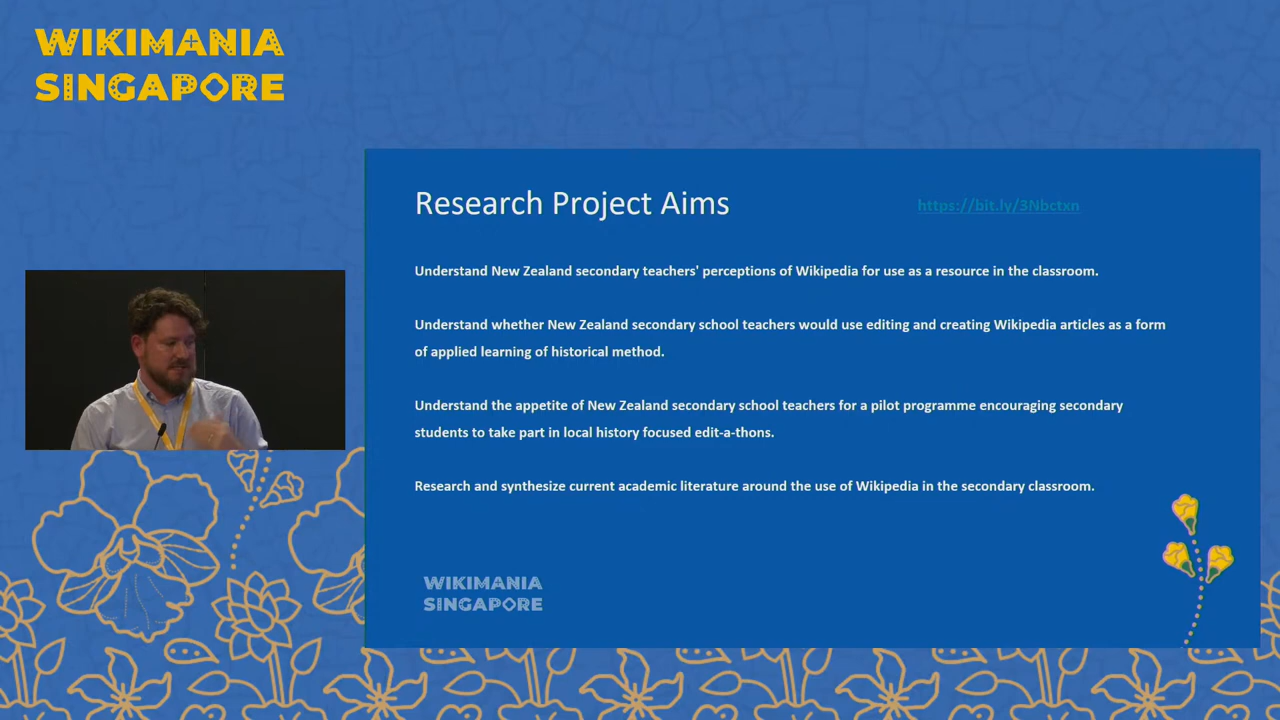 WIKIMANIA
SINGAPORE
Research Project Aims
https://bit.ly/3Nbctxn
Understand New Zealand secondary teachers' perceptions of Wikipedia for use as a resource in the classroom.
Understand whether New Zealand secondary school teachers would use editing and creating Wikipedia articles as a form
of applied learning of historical method.
Understand the appetite of New Zealand secondary school teachers for a pilot programme encouraging secondary
students to take part in local history focused edit-a-thons.
Research and synthesize current academic literature around the use of Wikipedia in the secondary classroom.
WIKIMANIA
SINGAPORE